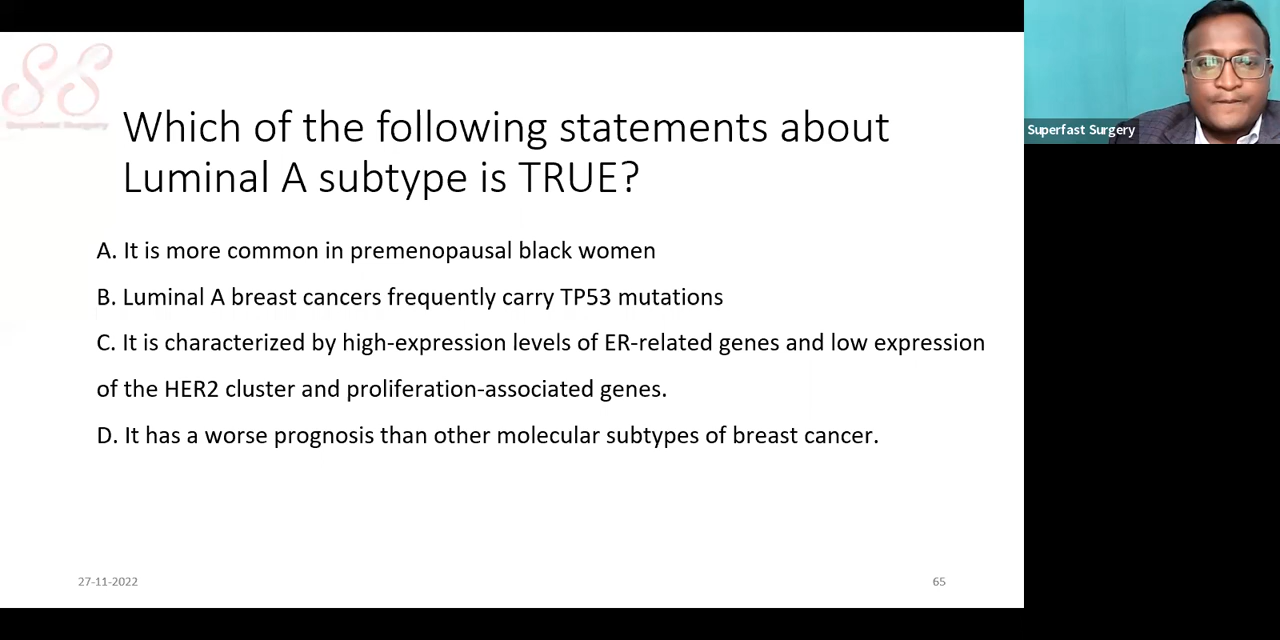 Superfast Surgery
Which of the following statements about
Luminal A subtype is TRUE?
A. It is more common in premenopausal black women
B. Luminal A breast cancers frequently carry TP53 mutations
C. It is characterized by high-expression levels of ER-related genes and low expression
of the HER2 cluster and proliferation-associated genes.
D. It has a worse prognosis than other molecular subtypes of breast cancer.
27-11-2022
65
Superfast Surgery